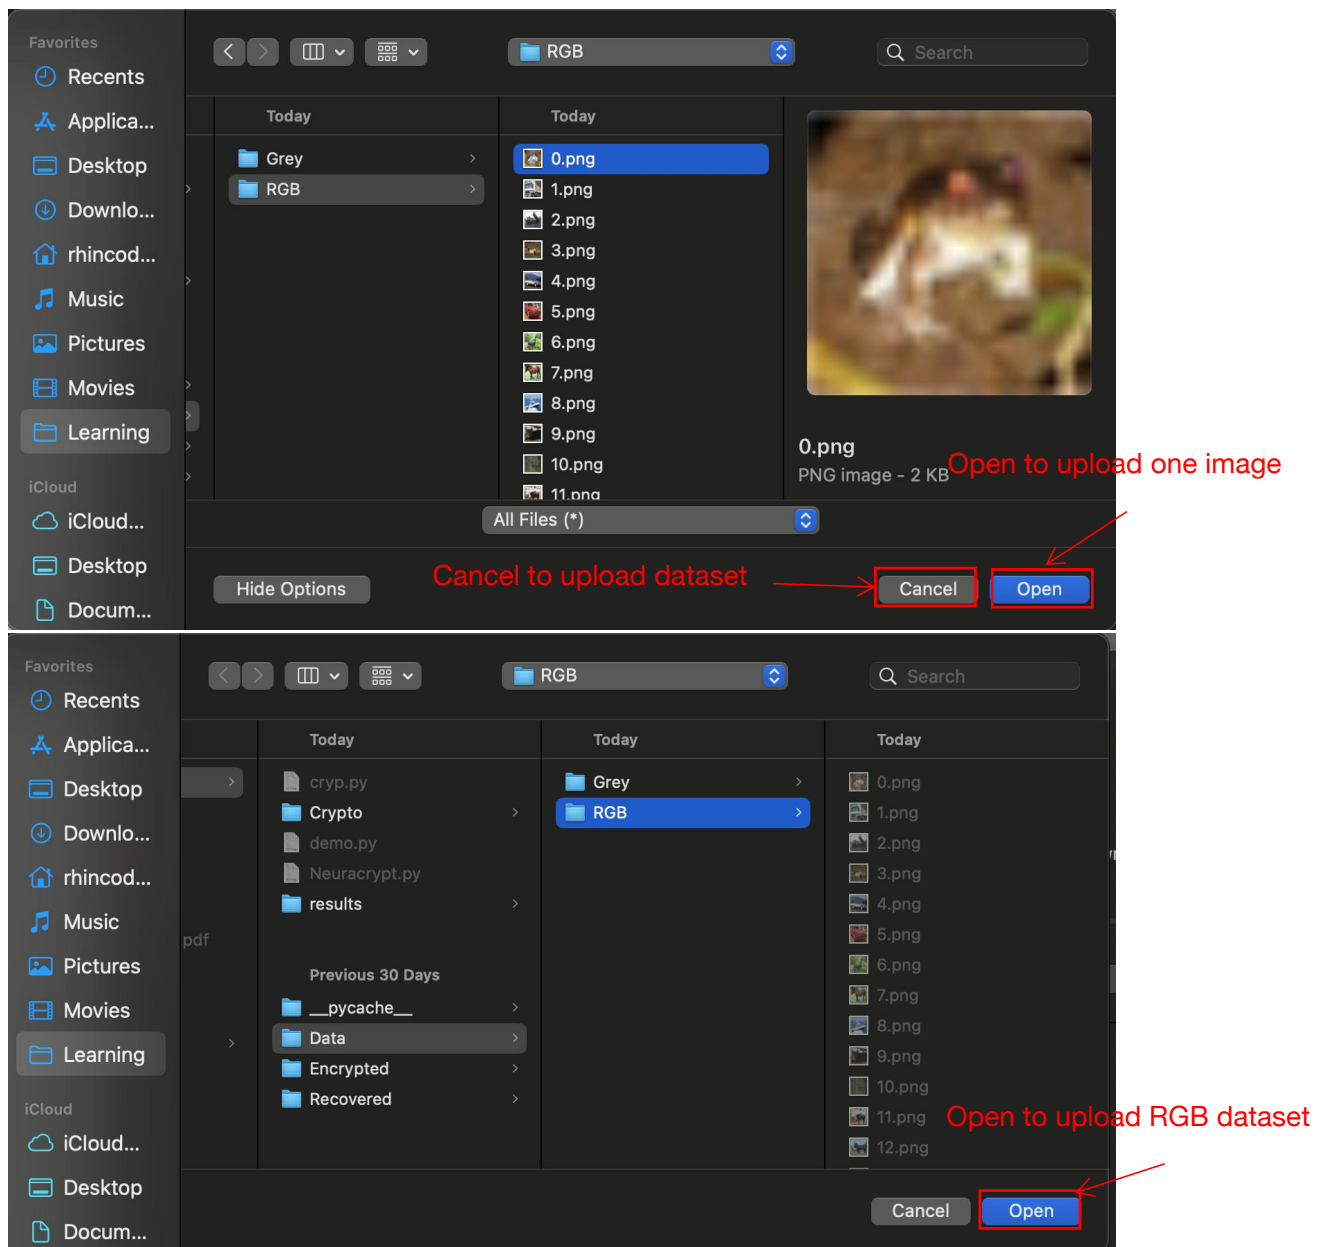 Favorites
Recents
Applica...
Desktop
Downlo...
rhincod...
Music
Pictures
Movies
Learning
iCloud
iCloud...
Desktop
Docum...
RGB
Search
Today
Grey
RGB
Today
0.png
1.png
2.png
3.png
4.png
5.png
6.png
7.png
8.png
9.png
10.png
11.png
0.png
PNG image - 2 KB
Open to upload one image
All Files (*)
Hide Options
Cancel to upload dataset
Cancel
Open
Favorites
Recents
Applica...
Desktop
Downlo...
rhincod...
Music
Pictures
Movies
Learning
iCloud
iCloud...
Desktop
Docum...
RGB
Search
.pdf
Today
cryp.py
Crypto
demo.py
Neuracrypt.py
results
Previous 30 Days
__pycache__
Data
Encrypted
Recovered
Today
Grey
RGB
Today
0.png
1.png
2.png
3.png
4.png
5.png
6.png
7.png
8.png
9.png
10.png
11.png
12.png
Open to upload RGB dataset
Cancel
Open